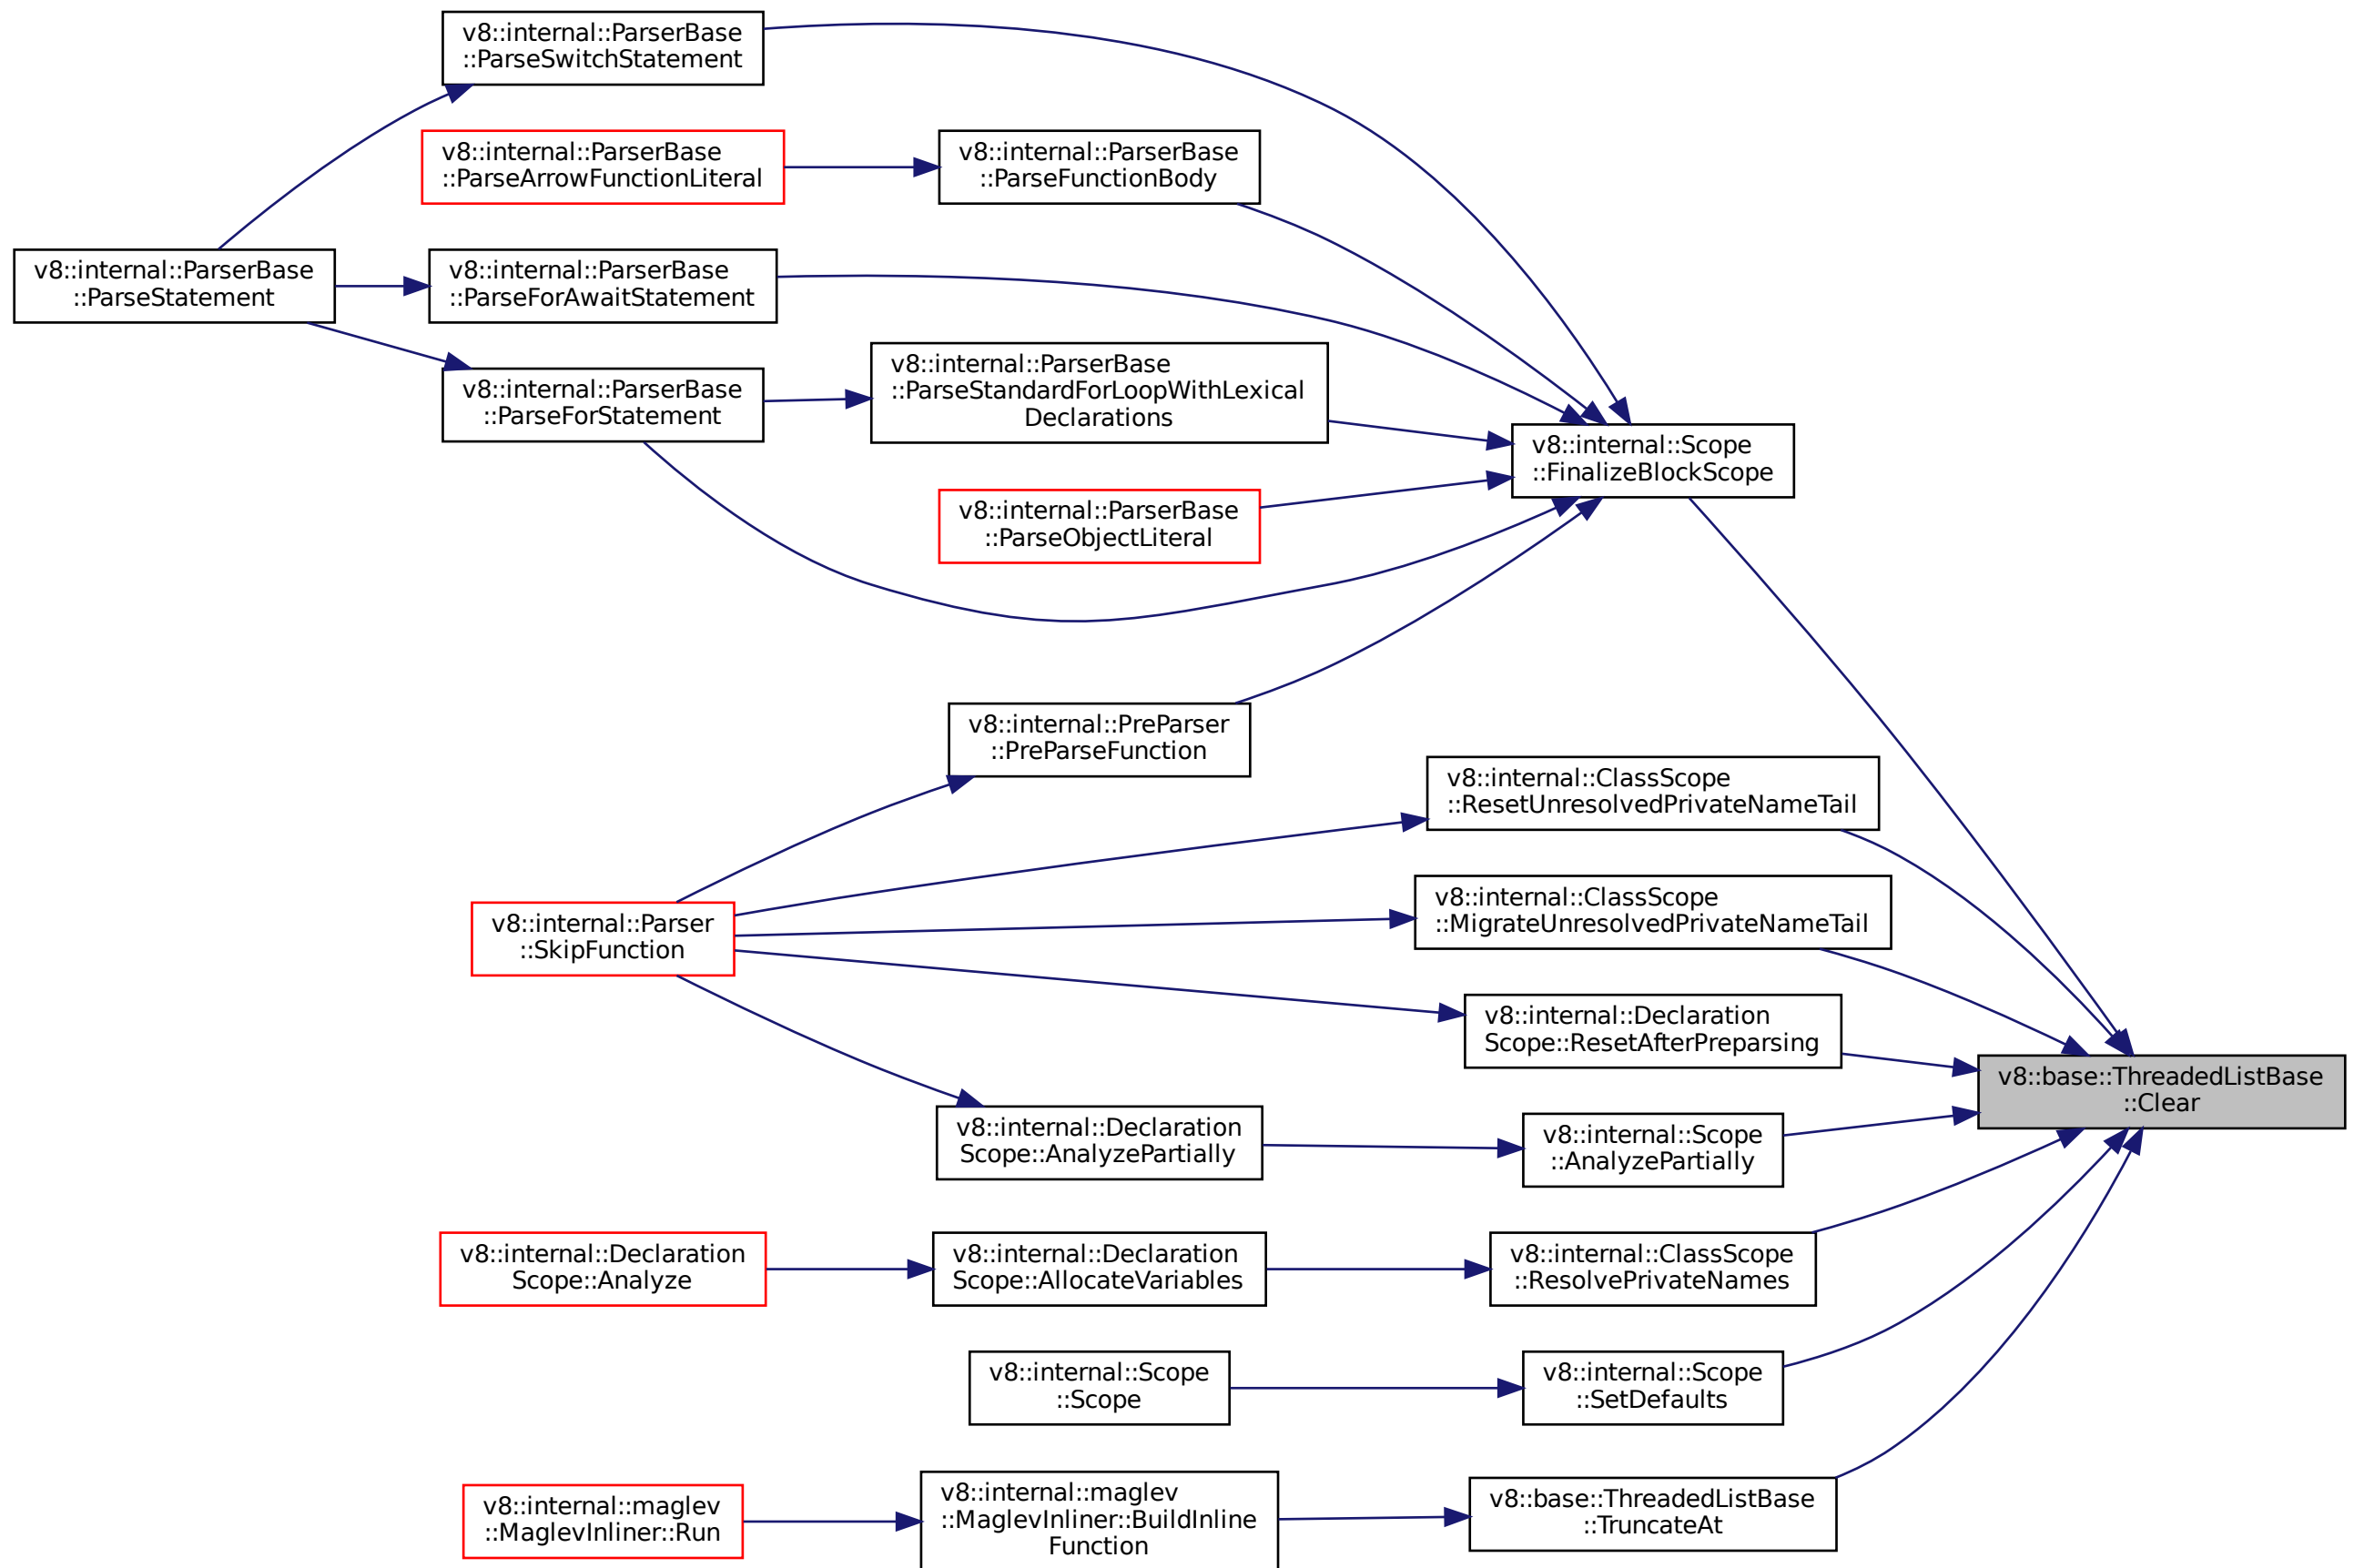 v8::internal::ParserBase
::ParseSwitchStatement
v8::internal::ParserBase
::ParseArrowFunctionLiteral
v8::internal::ParserBase
::ParseFunctionBody
v8::internal::ParserBase
::ParseStatement
v8::internal::ParserBase
::ParseForAwaitStatement
v8::internal::ParserBase
::ParseForStatement
v8::internal::ParserBase
::ParseStandardForLoopWithLexical
Declarations
v8::internal::Scope
::FinalizeBlockScope
v8::internal::ParserBase
::ParseObjectLiteral
v8::internal::PreParser
::PreParseFunction
v8::internal::ClassScope
::ResetUnresolvedPrivateNameTail
v8::internal::Parser
::SkipFunction
v8::internal::ClassScope
::MigrateUnresolvedPrivateNameTail
v8::internal::Declaration
Scope::ResetAfterPreparsing
v8::base::ThreadedListBase
::Clear
v8::internal::Declaration
Scope::AnalyzePartially
v8::internal::Scope
::AnalyzePartially
v8::internal::Declaration
Scope::Analyze
v8::internal::Declaration
Scope::AllocateVariables
v8::internal::ClassScope
::ResolvePrivateNames
v8::internal::Scope
::Scope
v8::internal::Scope
::SetDefaults
v8::internal::maglev
::MaglevInliner::Run
v8::internal::maglev
::MaglevInliner::BuildInline
Function
v8::base::ThreadedListBase
::TruncateAt